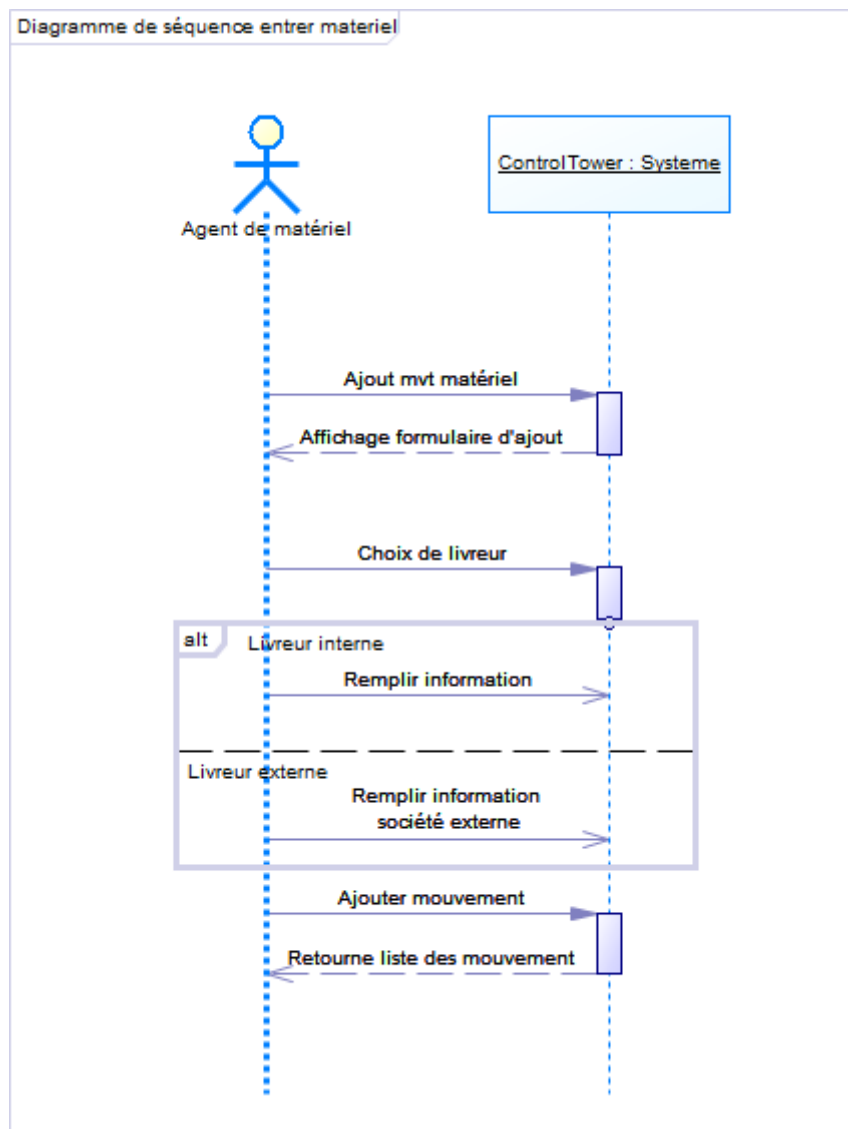 Diagramme de séquence entrer materiel
ControlTower : Systeme
Agent de matériel
Ajout mvt matériel
Affichage formulaire d'ajout
Choix de livreur
alt
Livreur interne
Remplir information
Livreur externe
Remplir information
société externe
Ajouter mouvement
Retourne liste des mouvement